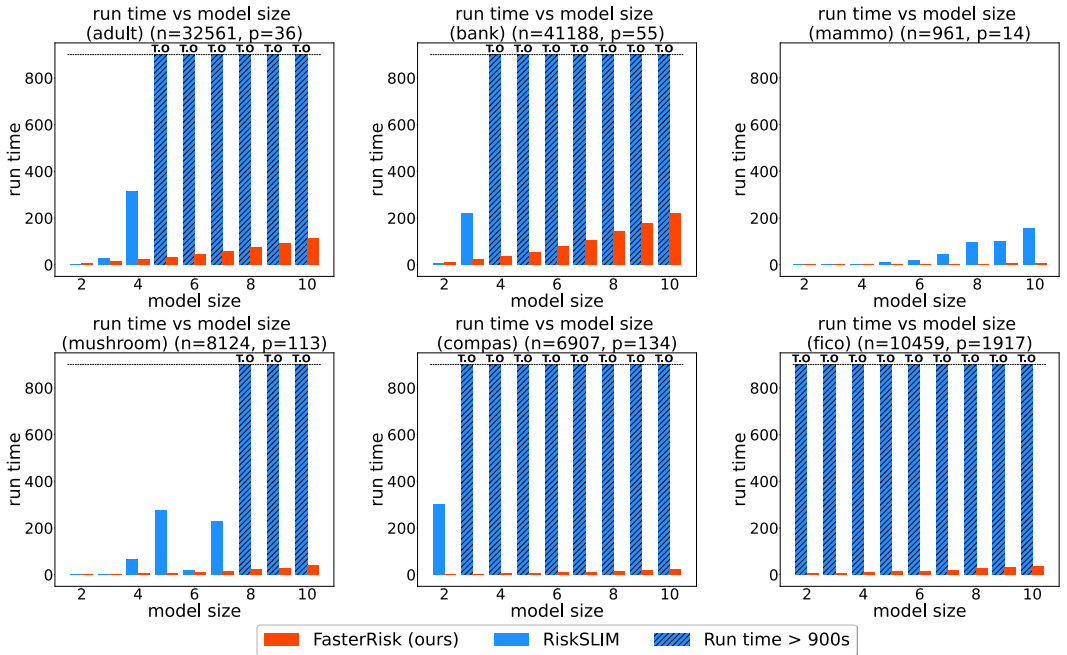 run time vs model size
(adult) (n=32561, p=36)
T.O T.O T.O T.O T.O T.O
800
600
400
200
0
run time
2 4 6 8 10
model size
run time vs model size
(bank) (n=41188, p=55)
T.O T.O T.O T.O T.O T.O T.O
800
600
400
200
0
run time
2 4 6 8 10
model size
run time vs model size
(mammo) (n=961, p=14)
800
600
400
200
0
run time
2 4 6 8 10
model size
run time vs model size
(mushroom) (n=8124, p=113)
T.O T.O T.O
800
600
400
200
0
run time
2 4 6 8 10
model size
run time vs model size
(compas) (n=6907, p=134)
T.O T.O T.O T.O T.O T.O T.O T.O
800
600
400
200
0
run time
2 4 6 8 10
model size
run time vs model size
(fico) (n=10459, p=1917)
T.O T.O T.O T.O T.O T.O T.O T.O T.O
800
600
400
200
0
run time
2 4 6 8 10
model size
FasterRisk (ours) RiskSLIM Run time > 900s